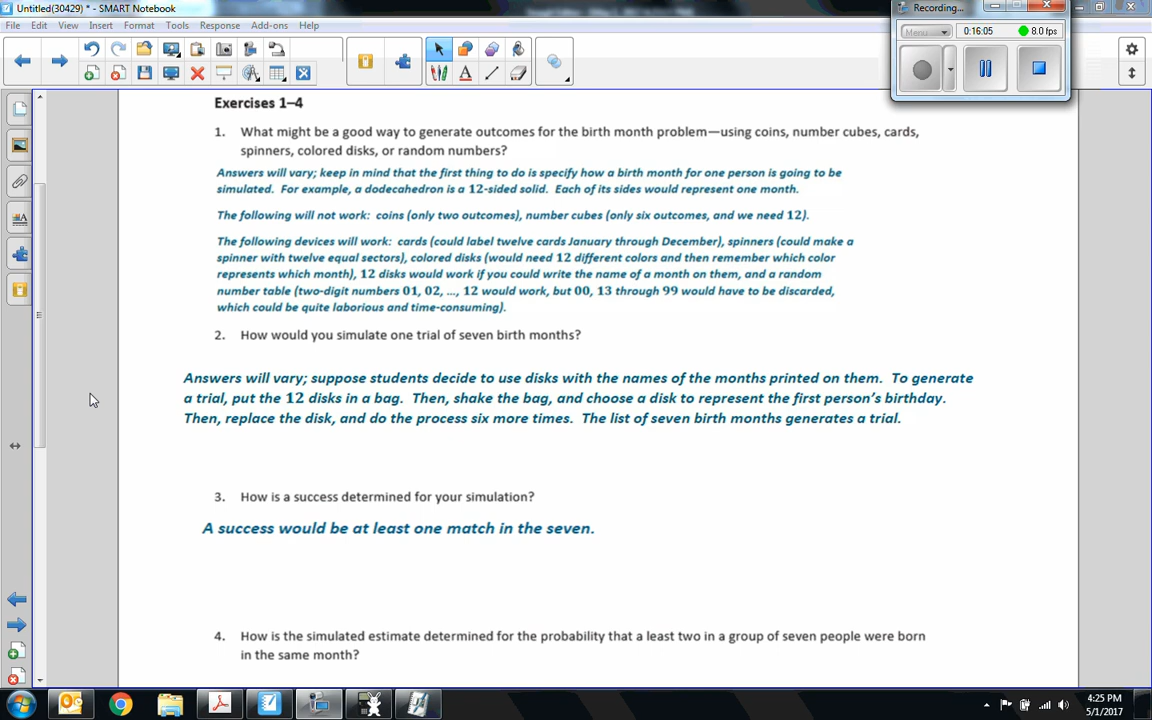 Untitled(30429) * - SMART Notebook
Recording...
File Edit View Insert Format Tools Response Add-ons Help
Menu 0:16:05 8.0 fps
Exercises 1–4
1. What might be a good way to generate outcomes for the birth month problem—using coins, number cubes, cards,
spinners, colored disks, or random numbers?
Answers will vary; keep in mind that the first thing to do is specify how a birth month for one person is going to be
simulated. For example, a dodecahedron is a 12-sided solid. Each of its sides would represent one month.
The following will not work: coins (only two outcomes), number cubes (only six outcomes, and we need 12).
The following devices will work: cards (could label twelve cards January through December), spinners (could make a
spinner with twelve equal sectors), colored disks (would need 12 different colors and then remember which color
represents which month), 12 disks would work if you could write the name of a month on them, and a random
number table (two-digit numbers 01, 02, ..., 12 would work, but 00, 13 through 99 would have to be discarded,
which could be quite laborious and time-consuming).
2. How would you simulate one trial of seven birth months?
Answers will vary; suppose students decide to use disks with the names of the months printed on them. To generate
a trial, put the 12 disks in a bag. Then, shake the bag, and choose a disk to represent the first person's birthday.
Then, replace the disk, and do the process six more times. The list of seven birth months generates a trial.
3. How is a success determined for your simulation?
A success would be at least one match in the seven.
4. How is the simulated estimate determined for the probability that a least two in a group of seven people were born
in the same month?
4:25 PM
5/1/2017